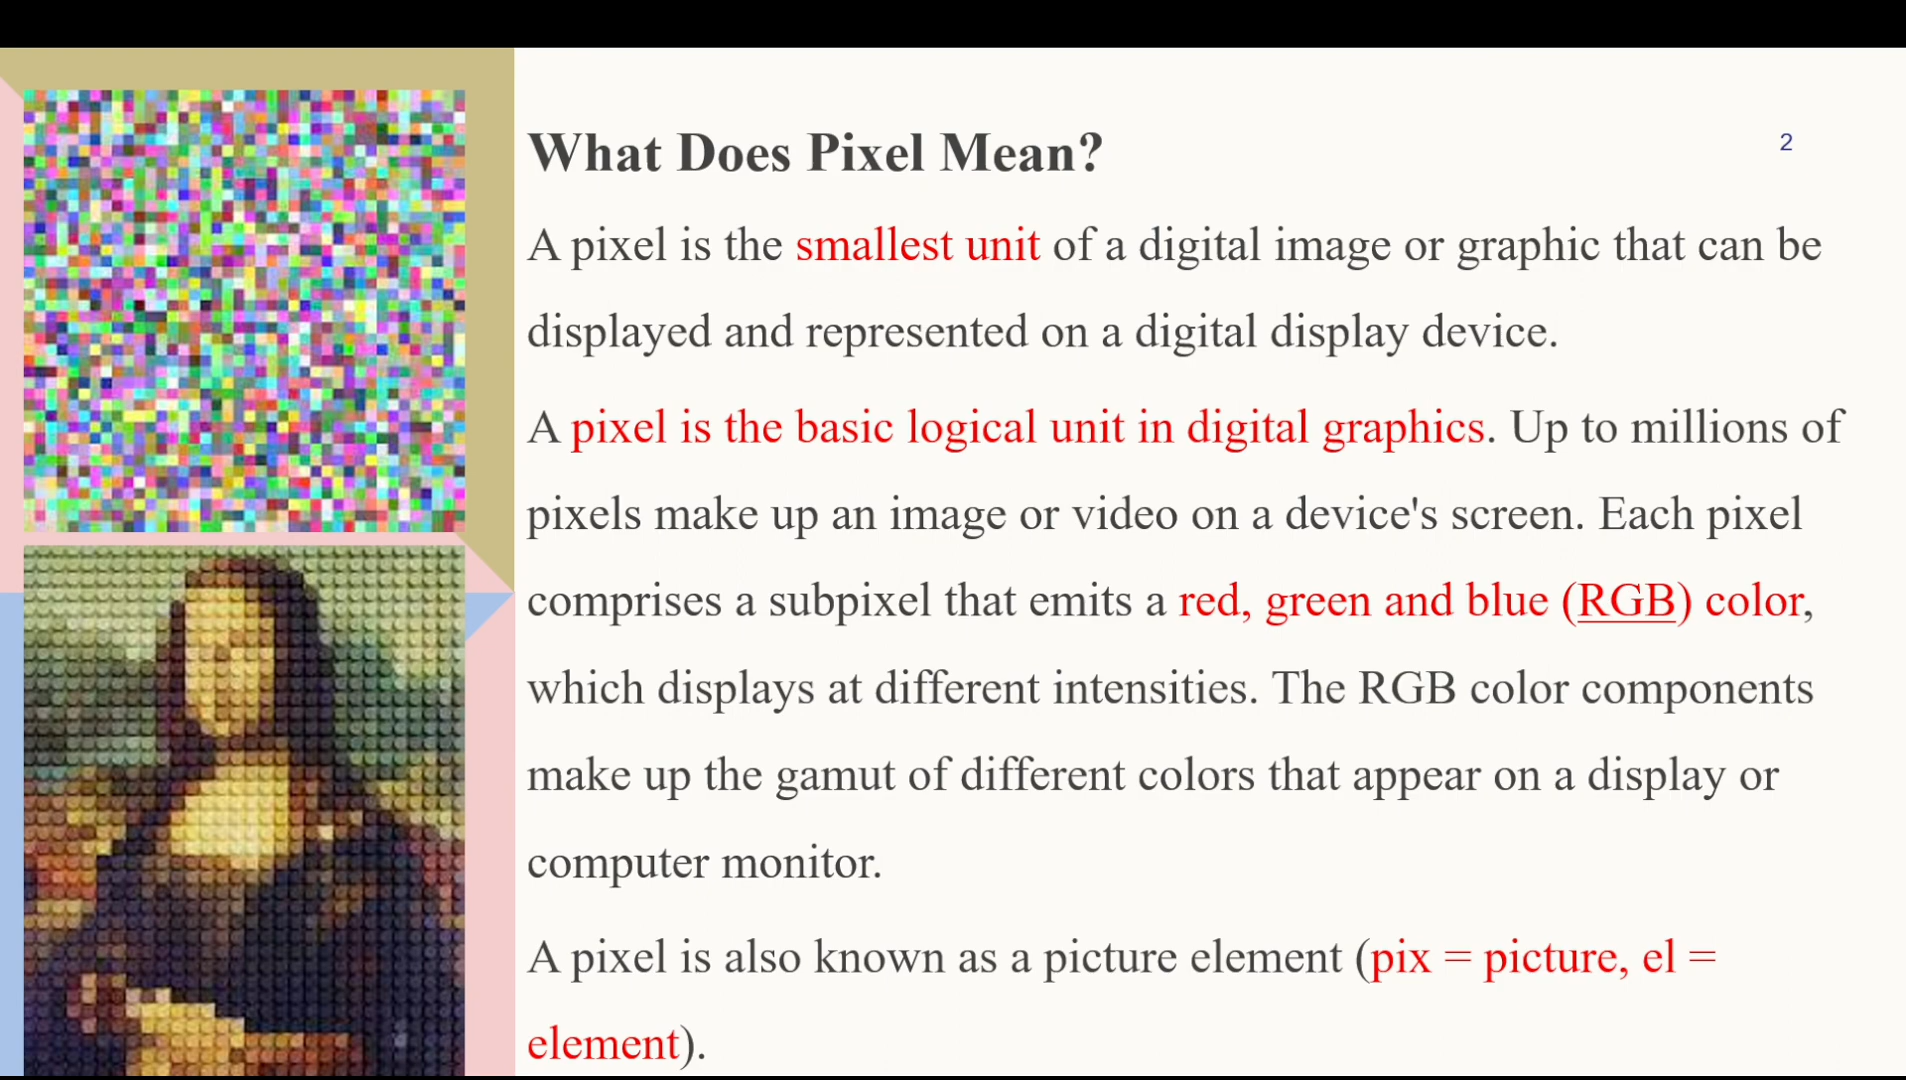 What Does Pixel Mean?
2
A pixel is the smallest unit of a digital image or graphic that can be
displayed and represented on a digital display device.
A pixel is the basic logical unit in digital graphics. Up to millions of
pixels make up an image or video on a device's screen. Each pixel
comprises a subpixel that emits a red, green and blue (RGB) color,
which displays at different intensities. The RGB color components
make up the gamut of different colors that appear on a display or
computer monitor.
A pixel is also known as a picture element (pix = picture, el =
element).